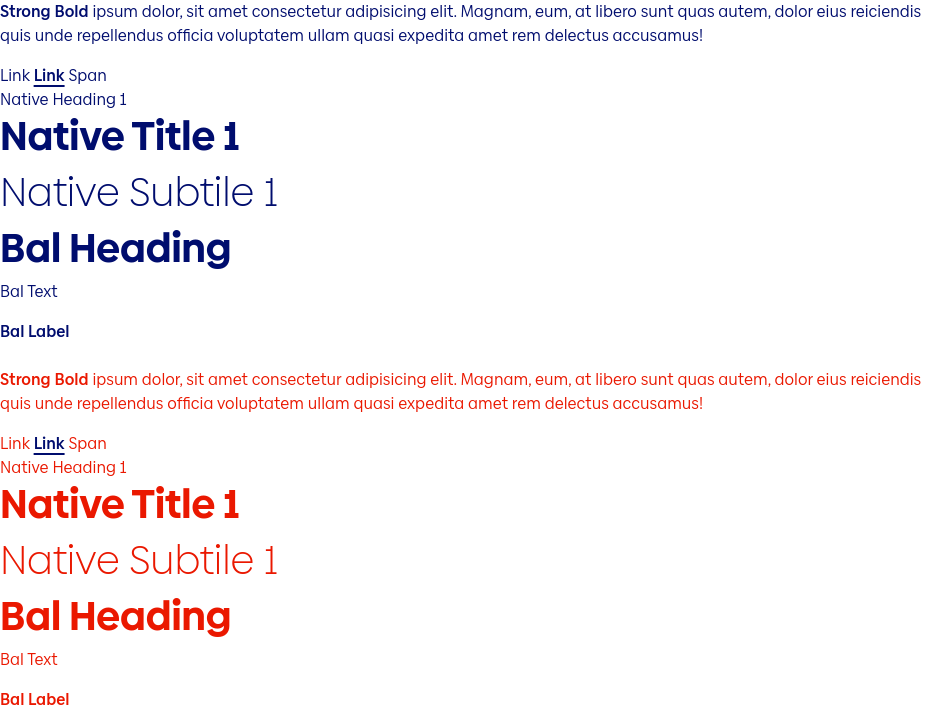 Strong Bold ipsum dolor, sit amet consectetur adipisicing elit. Magnam, eum, at libero sunt quas autem, dolor eius reiciendis
quis unde repellendus officia voluptatem ullam quasi expedita amet rem delectus accusamus!
Link Link Span
Native Heading 1
Native Title 1
Native Subtile 1
Bal Heading
Bal Text
Bal Label
Strong Bold ipsum dolor, sit amet consectetur adipisicing elit. Magnam, eum, at libero sunt quas autem, dolor eius reiciendis
quis unde repellendus officia voluptatem ullam quasi expedita amet rem delectus accusamus!
Link Link Span
Native Heading 1
Native Title 1
Native Subtile 1
Bal Heading
Bal Text
Bal Label